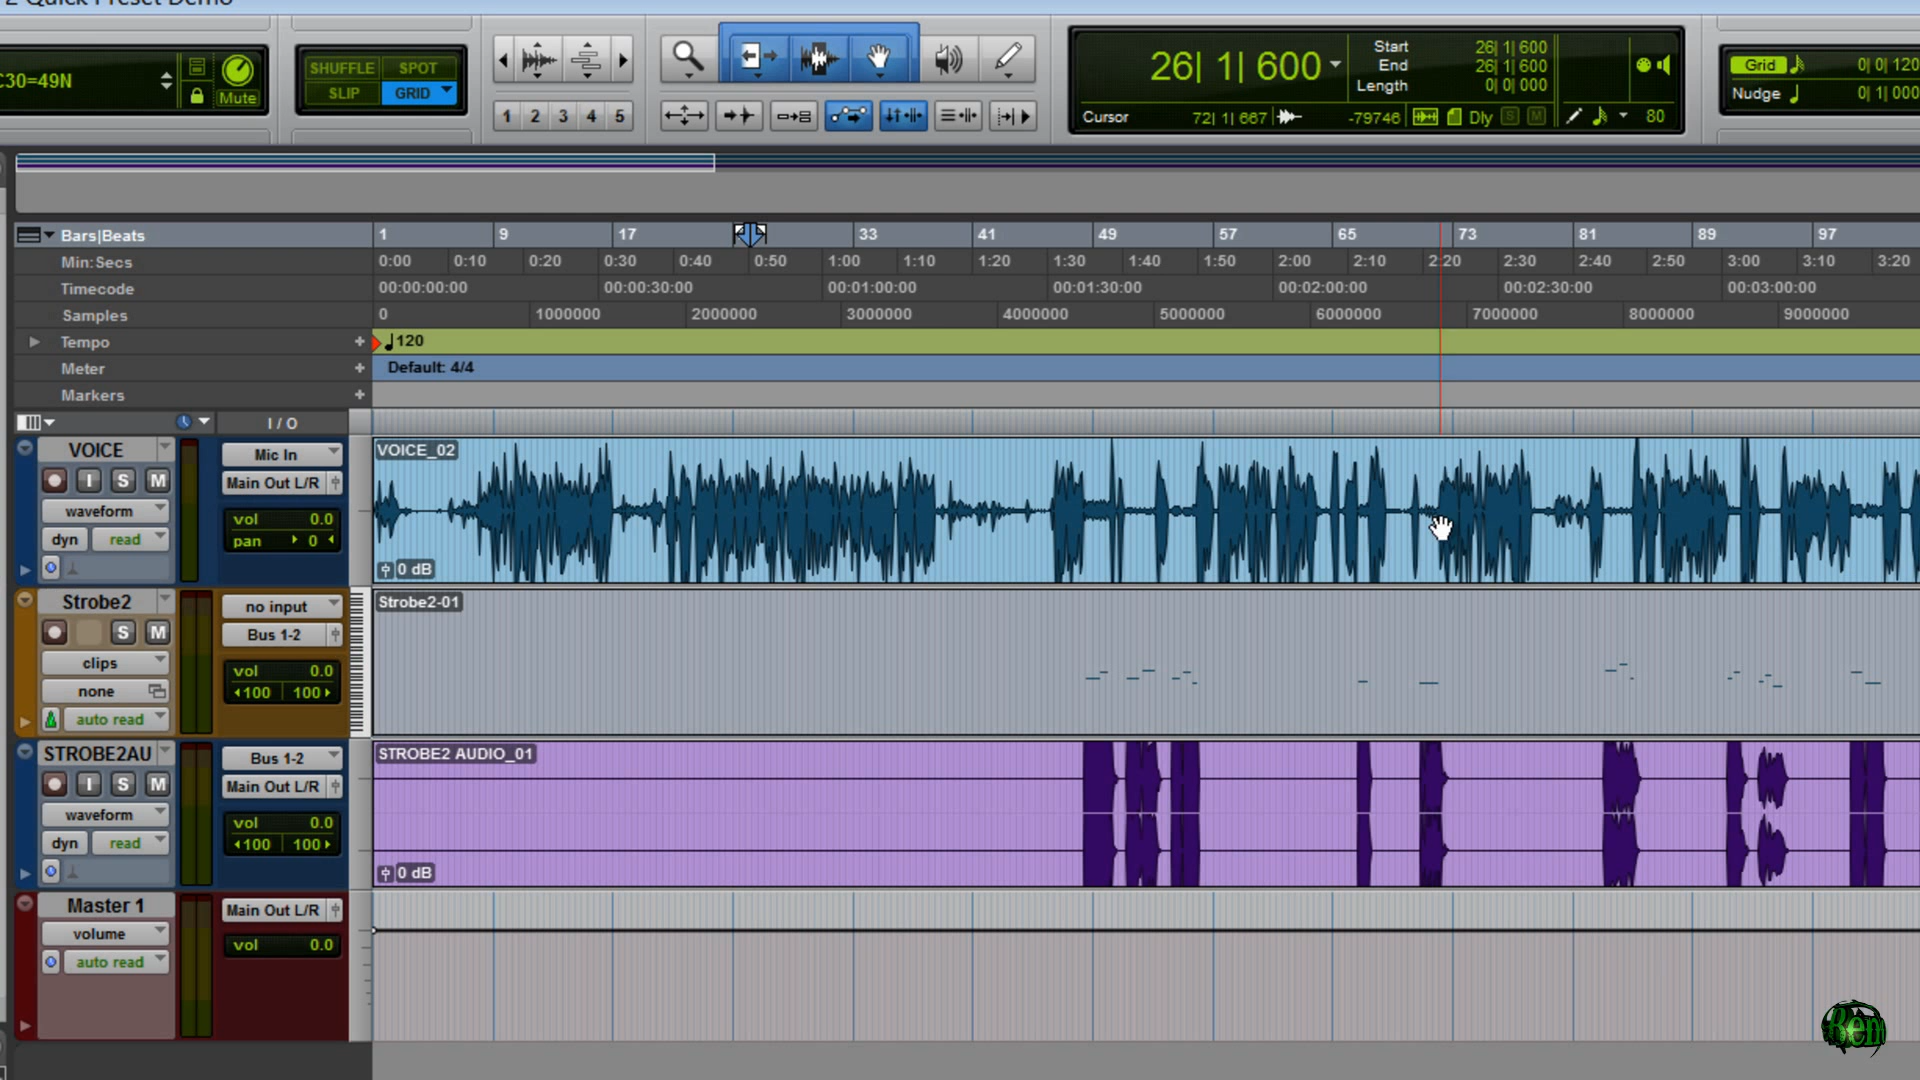 2 Quick Preset Demo
C30=49N
Mute
SHUFFLE SPOT
SLIP GRID
1 2 3 4 5
26| 1| 600
Start 26| 1| 600
End 26| 1| 600
Length 0| 0| 000
Cursor 72| 1| 667 -79746 Dly S M 80
Grid 0| 0| 120
Nudge 0| 1| 000
Bars|Beats 1 9 17 33 41 49 57 65 73 81 89 97
Min:Secs 0:00 0:10 0:20 0:30 0:40 0:50 1:00 1:10 1:20 1:30 1:40 1:50 2:00 2:10 2:20 2:30 2:40 2:50 3:00 3:10 3:20
Timecode 00:00:00:00 00:00:30:00 00:01:00:00 00:01:30:00 00:02:00:00 00:02:30:00 00:03:00:00
Samples 0 1000000 2000000 3000000 4000000 5000000 6000000 7000000 8000000 9000000
Tempo + 120
Meter + Default: 4/4
Markers +
I / O
VOICE
I S M
waveform
dyn read
Mic In
Main Out L/R
vol 0.0
pan 0
VOICE_02
0 dB
Strobe2
S M
clips
none
auto read
no input
Bus 1-2
vol 0.0
100 100
Strobe2-01
STROBE2AU
I S M
waveform
dyn read
Bus 1-2
Main Out L/R
vol 0.0
100 100
STROBE2 AUDIO_01
0 dB
Master 1
volume
auto read
Main Out L/R
vol 0.0
Rem